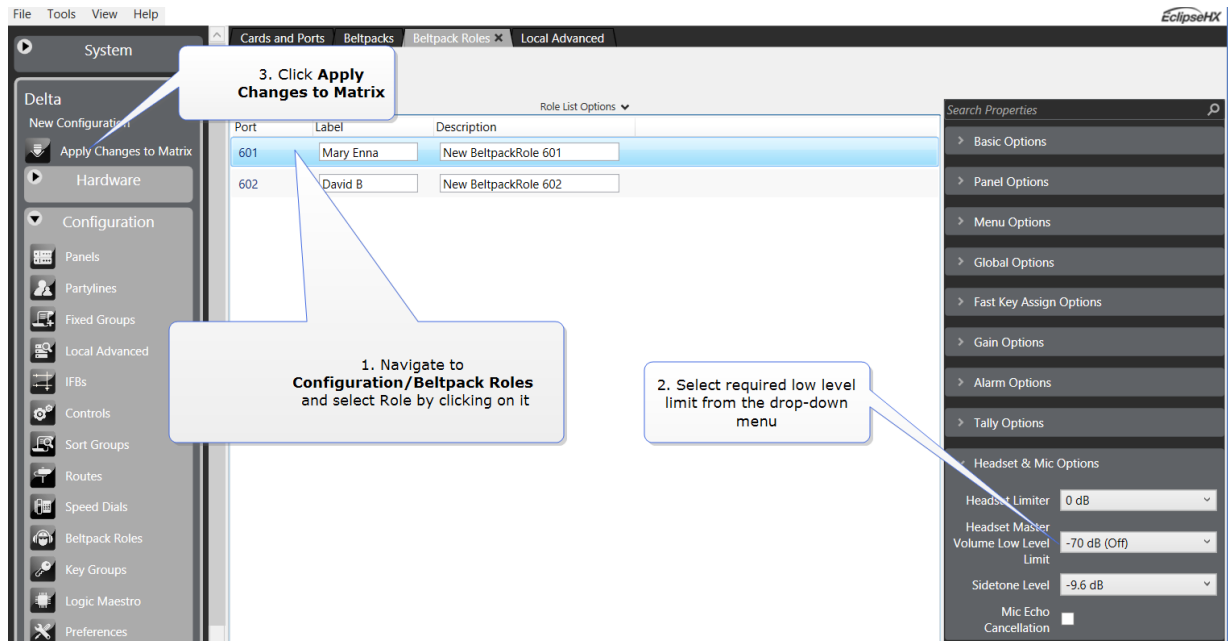 File Tools View Help
EclipseHX
System
Cards and Ports
Beltpacks
Beltpack Roles
Local Advanced
3. Click Apply
Changes to Matrix
Delta
New Configuration
Apply Changes to Matrix
Hardware
Configuration
Panels
Partylines
Fixed Groups
Local Advanced
IFBs
Controls
Sort Groups
Routes
Speed Dials
Beltpack Roles
Key Groups
Logic Maestro
Preferences
Role List Options
Port Label Description
601 Mary Enna New BeltpackRole 601
602 David B New BeltpackRole 602
1. Navigate to
Configuration/Beltpack Roles
and select Role by clicking on it
2. Select required low level
limit from the drop-down
menu
Search Properties
Basic Options
Panel Options
Menu Options
Global Options
Fast Key Assign Options
Gain Options
Alarm Options
Tally Options
Headset & Mic Options
Headset Limiter 0 dB
Headset Master
Volume Low Level -70 dB (Off)
Limit
Sidetone Level -9.6 dB
Mic Echo
Cancellation